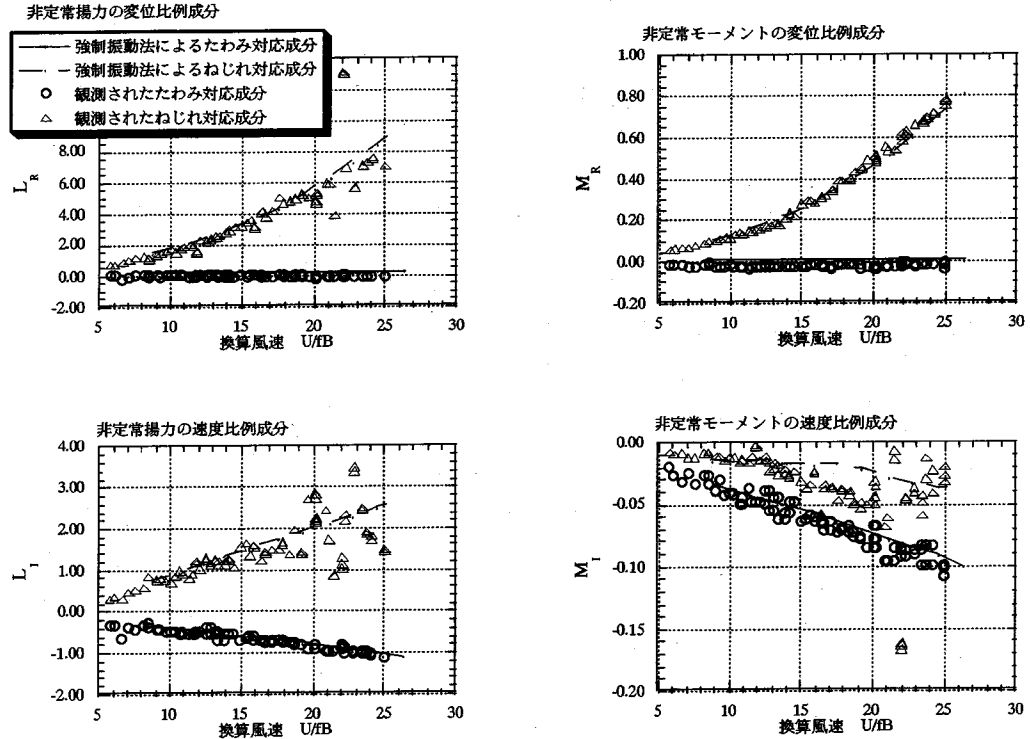 非定常揚力の変位比例成分
強制振動法によるたわみ対応成分
強制振動法によるねじれ対応成分
観測されたたわみ対応成分
観測されたねじれ対応成分
8.00
6.00
4.00
2.00
0.00
-2.00
L_R
5 10 15 20 25 30
換算風速 U/fB
非定常モーメントの変位比例成分
1.00
0.80
0.60
0.40
0.20
0.00
-0.20
M_R
5 10 15 20 25 30
換算風速 U/fB
非定常揚力の速度比例成分
4.00
3.00
2.00
1.00
0.00
-1.00
-2.00
L_I
5 10 15 20 25 30
換算風速 U/fB
非定常モーメントの速度比例成分
0.00
-0.05
-0.10
-0.15
-0.20
M_I
5 10 15 20 25 30
換算風速 U/fB